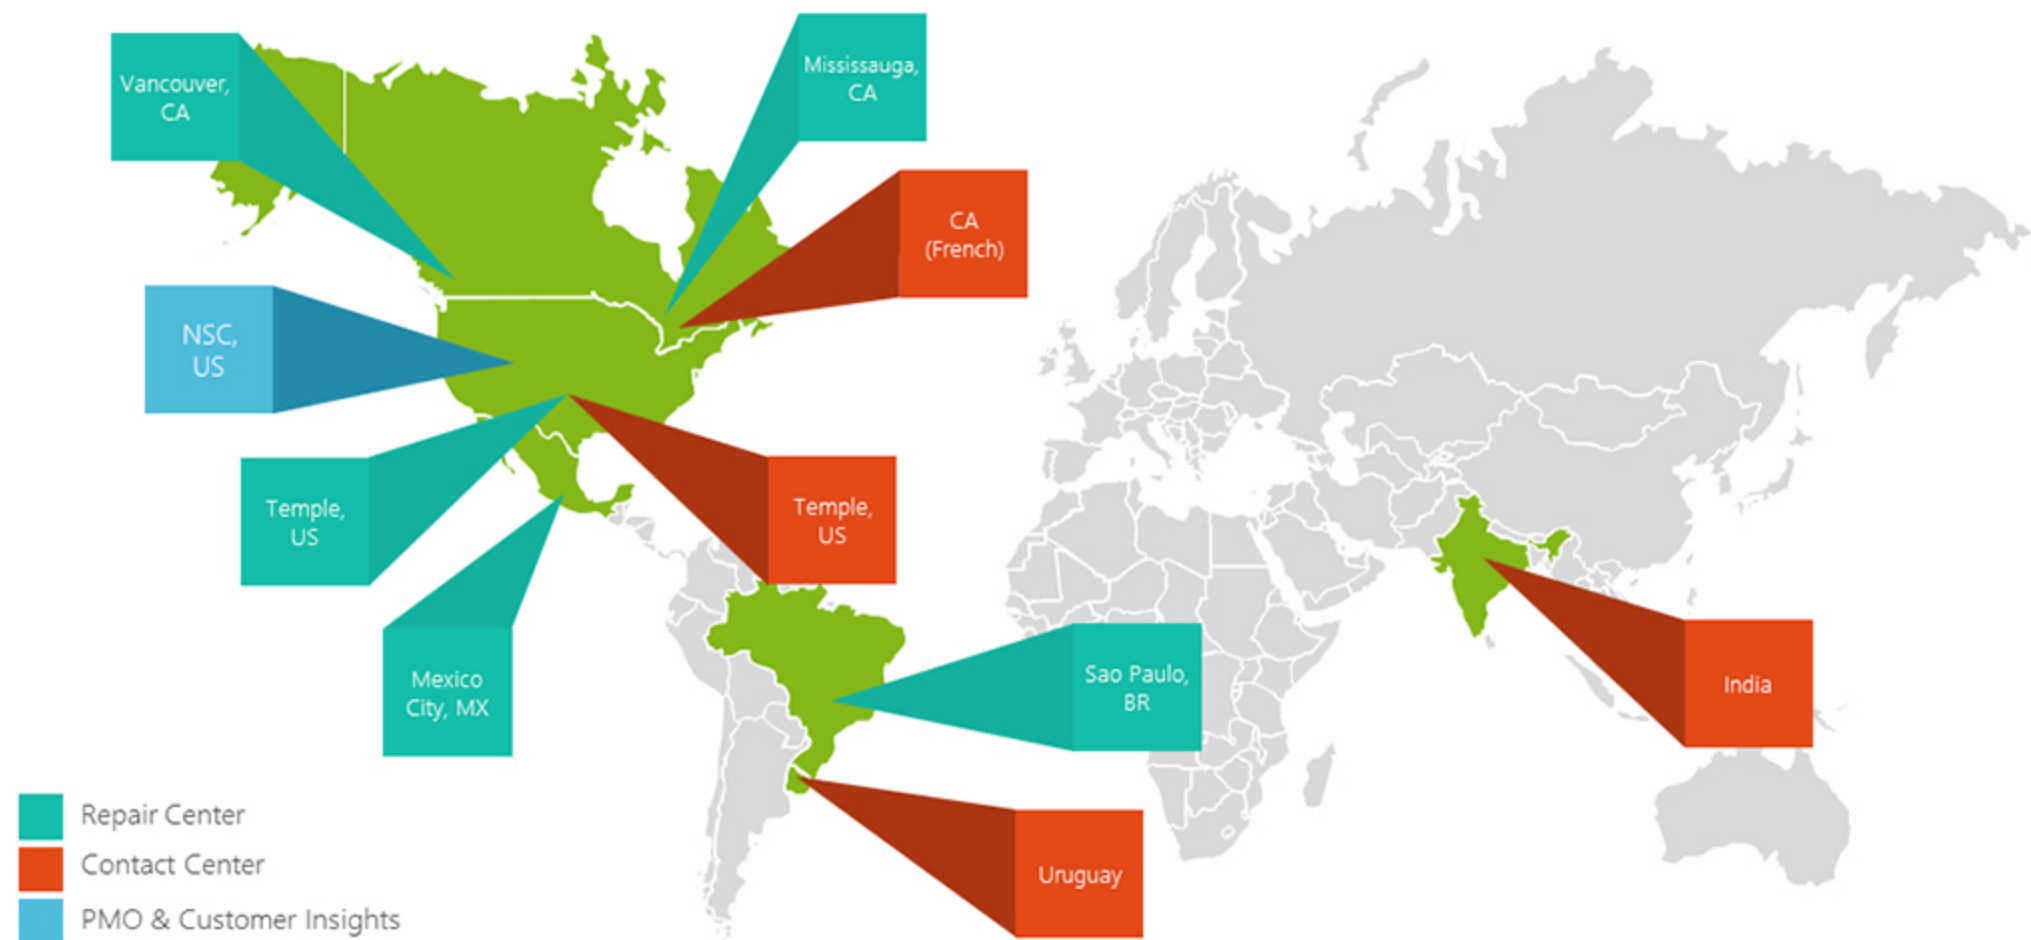 Vancouver,
CA
Mississauga,
CA
CA
(French)
NSC,
US
Temple,
US
Temple,
US
Mexico
City, MX
Sao Paulo,
BR
India
Uruguay
Repair Center
Contact Center
PMO & Customer Insights